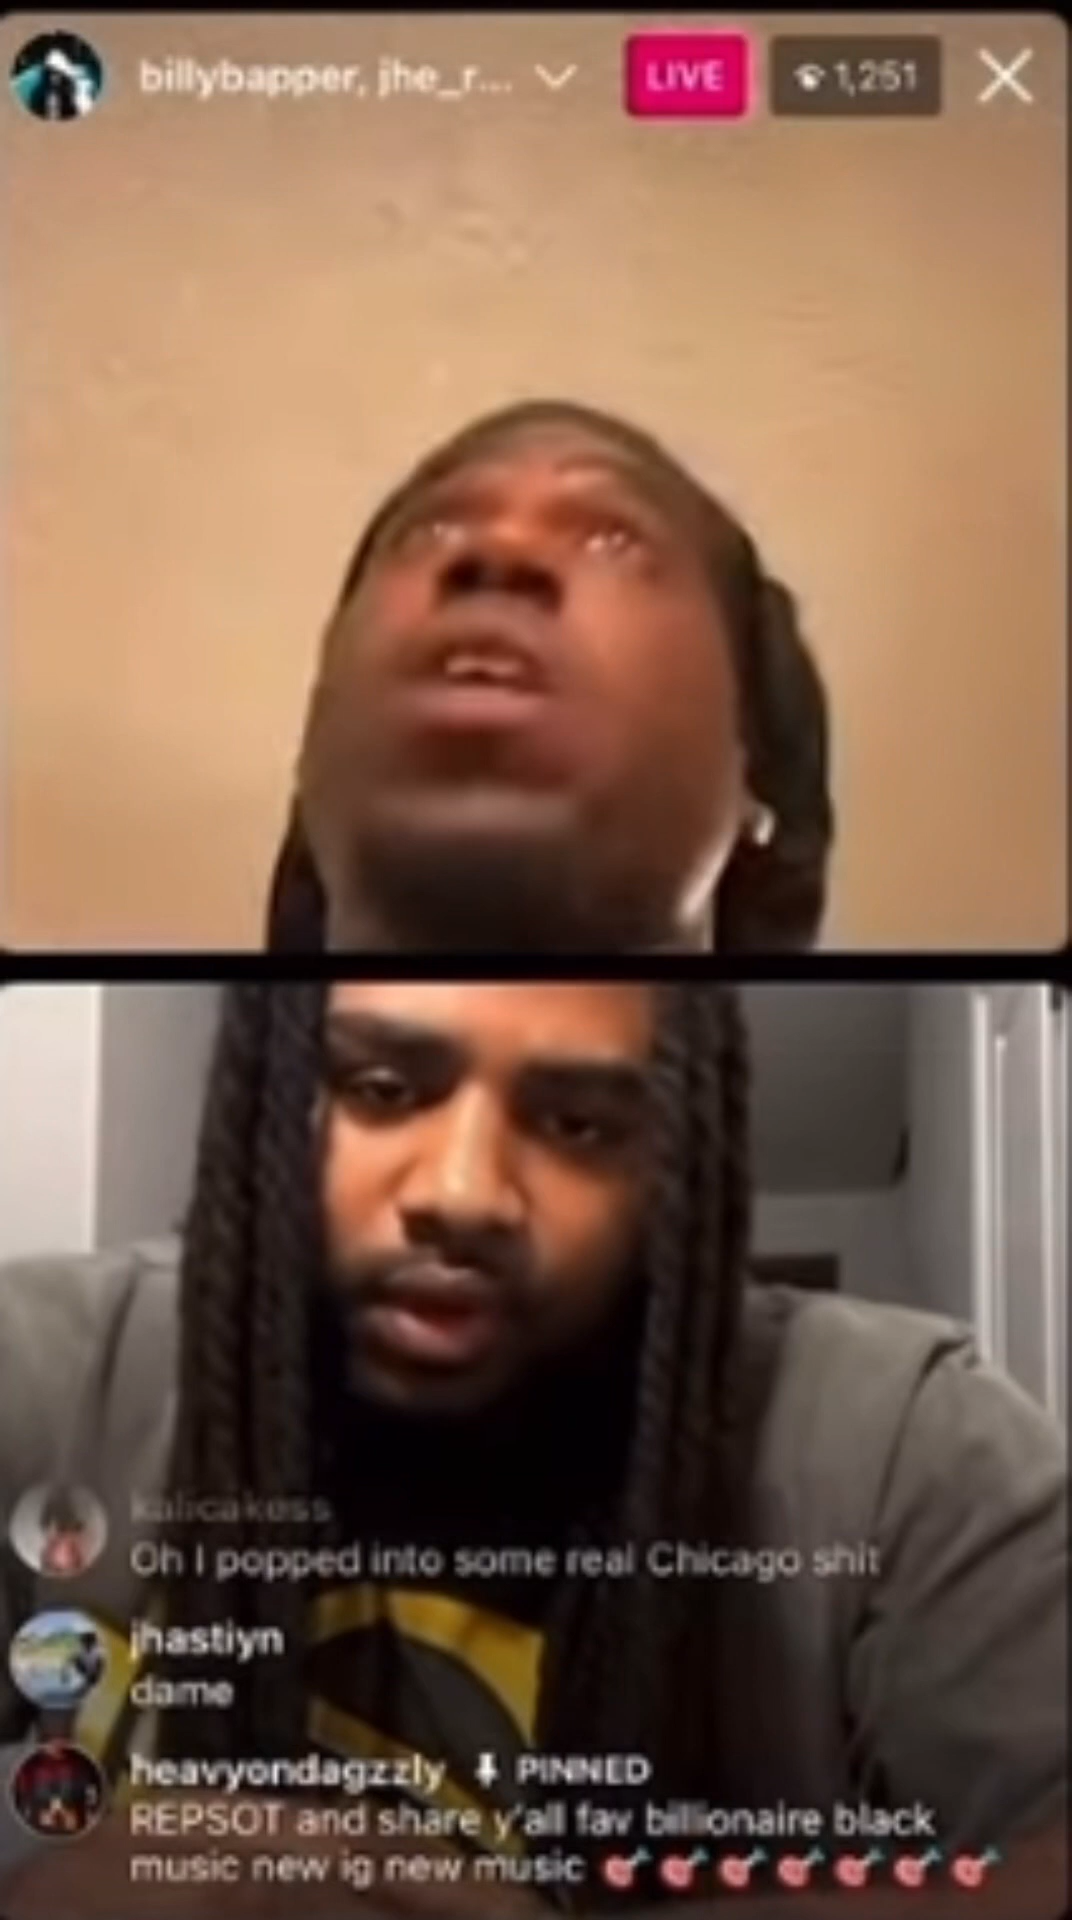 billybapper, jhe_r...
LIVE
1,251
kalicakess
Oh I popped into some real Chicago shit
jhastiyn
dame
heavyondagzzly PINNED
REPSOT and share y'all fav billionaire black
music new ig new music